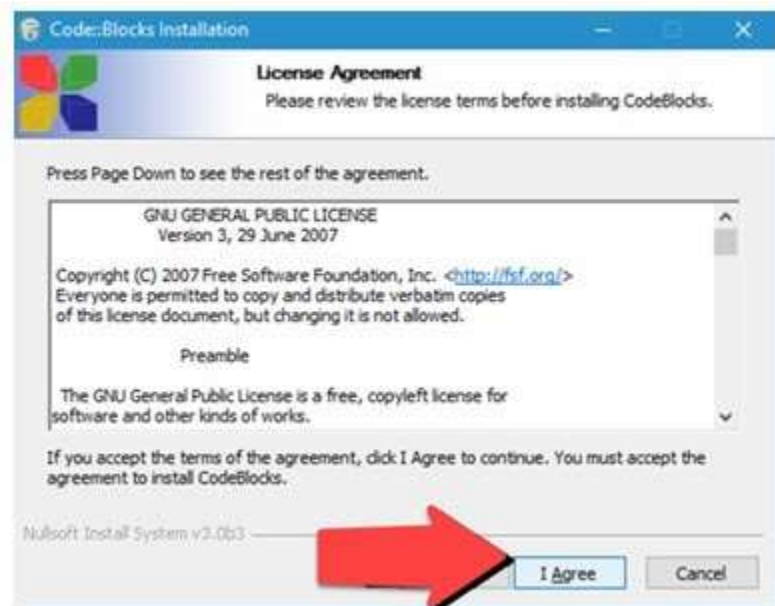 Code::Blocks Installation
License Agreement
Please review the license terms before installing CodeBlocks.
Press Page Down to see the rest of the agreement.
GNU GENERAL PUBLIC LICENSE
Version 3, 29 June 2007
Copyright (C) 2007 Free Software Foundation, Inc. <http://fsf.org/>
Everyone is permitted to copy and distribute verbatim copies
of this license document, but changing it is not allowed.
Preamble
The GNU General Public License is a free, copyleft license for
software and other kinds of works.
If you accept the terms of the agreement, click I Agree to continue. You must accept the
agreement to install CodeBlocks.
Nullsoft Install System v3.0b3
I Agree
Cancel